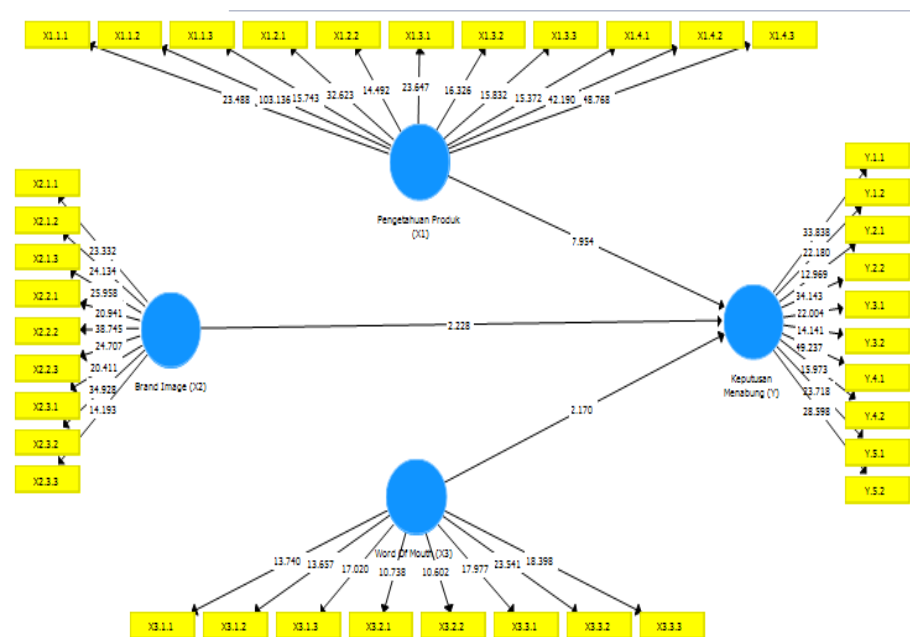 X1.1.1 X1.1.2 X1.1.3 X1.2.1 X1.2.2 X1.3.1 X1.3.2 X1.3.3 X1.4.1 X1.4.2 X1.4.3
23.488 103.136 15.743 32.623 14.492 23.647 16.326 15.832 15.372 42.190 48.768
Pengetahuan Produk
(X1)
X2.1.1
X2.1.2
X2.1.3
X2.2.1
X2.2.2
X2.2.3
X2.3.1
X2.3.2
X2.3.3
23.332
24.134
25.958
20.941
38.745
24.707
20.411
34.928
14.193
Brand Image (X2)
7.954
2.228
2.170
Y.1.1
Y.1.2
Y.2.1
Y.2.2
Y.3.1
Y.3.2
Y.4.1
Y.4.2
Y.5.1
Y.5.2
33.838
22.180
12.969
34.143
22.004
14.141
49.237
15.973
23.718
28.598
Keputusan
Menabung (Y)
Word Of Mouth (X3)
13.740 13.657 17.020 10.738 10.602 17.977 23.541 18.398
X3.1.1 X3.1.2 X3.1.3 X3.2.1 X3.2.2 X3.3.1 X3.3.2 X3.3.3